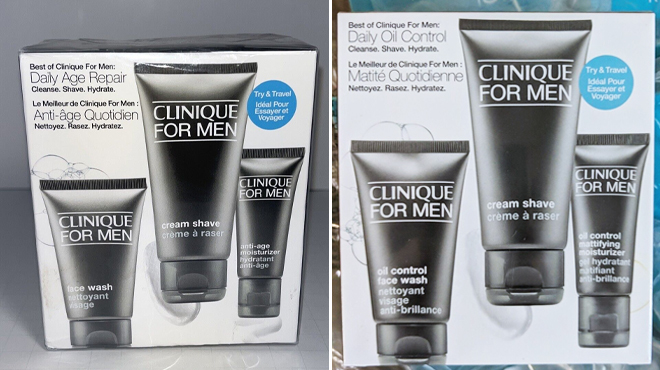 Best of Clinique For Men:
Daily Age Repair
Cleanse. Shave. Hydrate.
Le Meilleur de Clinique For Men :
Anti-âge Quotidien
Nettoyez. Rasez. Hydratez.
Try & Travel
Idéal Pour
Essayer et
Voyager
CLINIQUE
FOR MEN
cream shave
crème à raser
CLINIQUE
FOR MEN
face wash
nettoyant
visage
CLINIQUE
FOR MEN
anti-age
moisturizer
hydratant
anti-âge
Best of Clinique For Men:
Daily Oil Control
Cleanse. Shave. Hydrate.
Le Meilleur de Clinique For Men :
Matité Quotidienne
Nettoyez. Rasez. Hydratez.
Try & Travel
Idéal Pour
Essayer et
Voyager
CLINIQUE
FOR MEN
cream shave
crème à raser
CLINIQUE
FOR MEN
oil control
face wash
nettoyant
visage
anti-brillance
CLINIQUE
FOR MEN
oil control
mattifying
moisturizer
gel hydratant
matifiant
anti-brillance